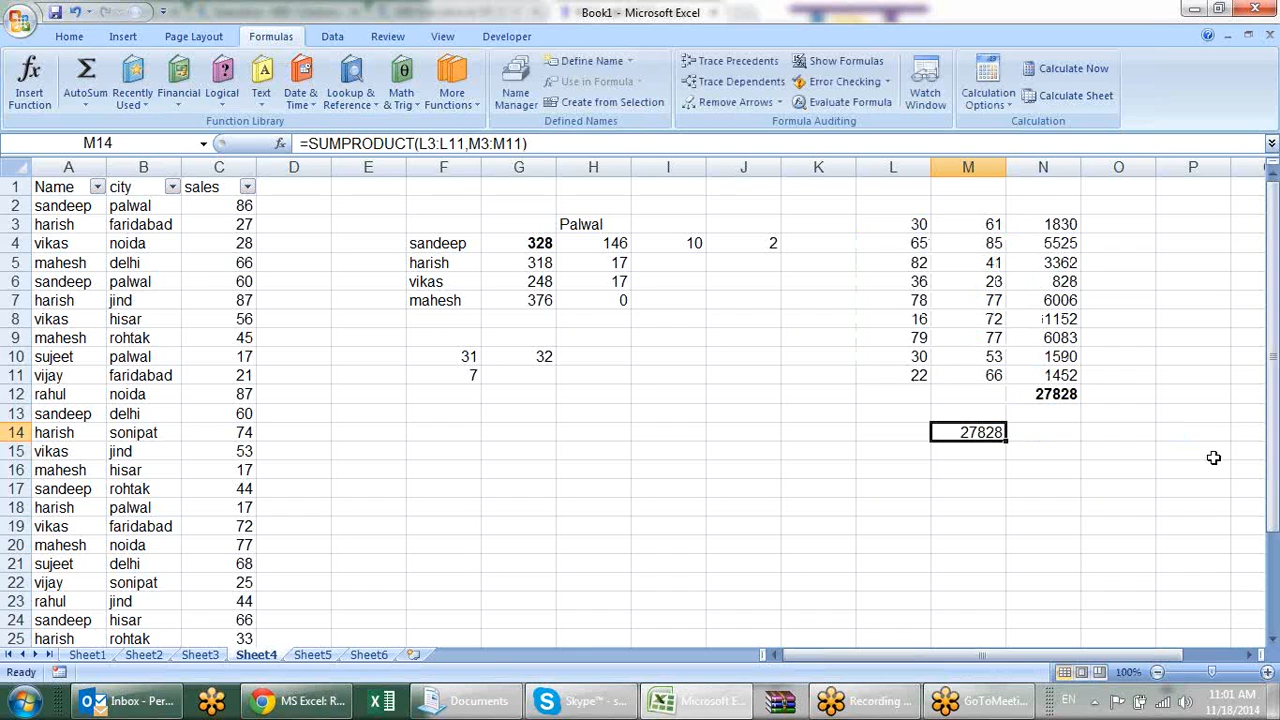 Book1 - Microsoft Excel
Home Insert Page Layout Formulas Data Review View Developer
fx Insert Function
Σ AutoSum
Recently Used
Financial
? Logical
A Text
Date & Time
Lookup & Reference
θ Math & Trig
More Functions
Function Library
Name Manager
Define Name
Use in Formula
Create from Selection
Defined Names
Trace Precedents
Trace Dependents
Remove Arrows
Show Formulas
Error Checking
Evaluate Formula
Formula Auditing
Watch Window
Calculation Options
Calculate Now
Calculate Sheet
Calculation
M14 fx =SUMPRODUCT(L3:L11,M3:M11)
A B C D E F G H I J K L M N O P
1 Name city sales
2 sandeep palwal 86
3 harish faridabad 27 Palwal 30 61 1830
4 vikas noida 28 sandeep 328 146 10 2 65 85 5525
5 mahesh delhi 66 harish 318 17 82 41 3362
6 sandeep palwal 60 vikas 248 17 36 23 828
7 harish jind 87 mahesh 376 0 78 77 6006
8 vikas hisar 56 16 72 1152
9 mahesh rohtak 45 79 77 6083
10 sujeet palwal 17 31 32 30 53 1590
11 vijay faridabad 21 7 22 66 1452
12 rahul noida 87 27828
13 sandeep delhi 60
14 harish sonipat 74 27828
15 vikas jind 53
16 mahesh hisar 17
17 sandeep rohtak 44
18 harish palwal 17
19 vikas faridabad 72
20 mahesh noida 77
21 sujeet delhi 68
22 vijay sonipat 25
23 rahul jind 44
24 sandeep hisar 66
25 harish rohtak 33
Sheet1 Sheet2 Sheet3 Sheet4 Sheet5 Sheet6
Ready 100%
Inbox - Per... MS Excel: R... Documents... Skype™ - s... Microsoft E... Recording ... GoToMeeti... EN 11:01 AM
11/18/2014